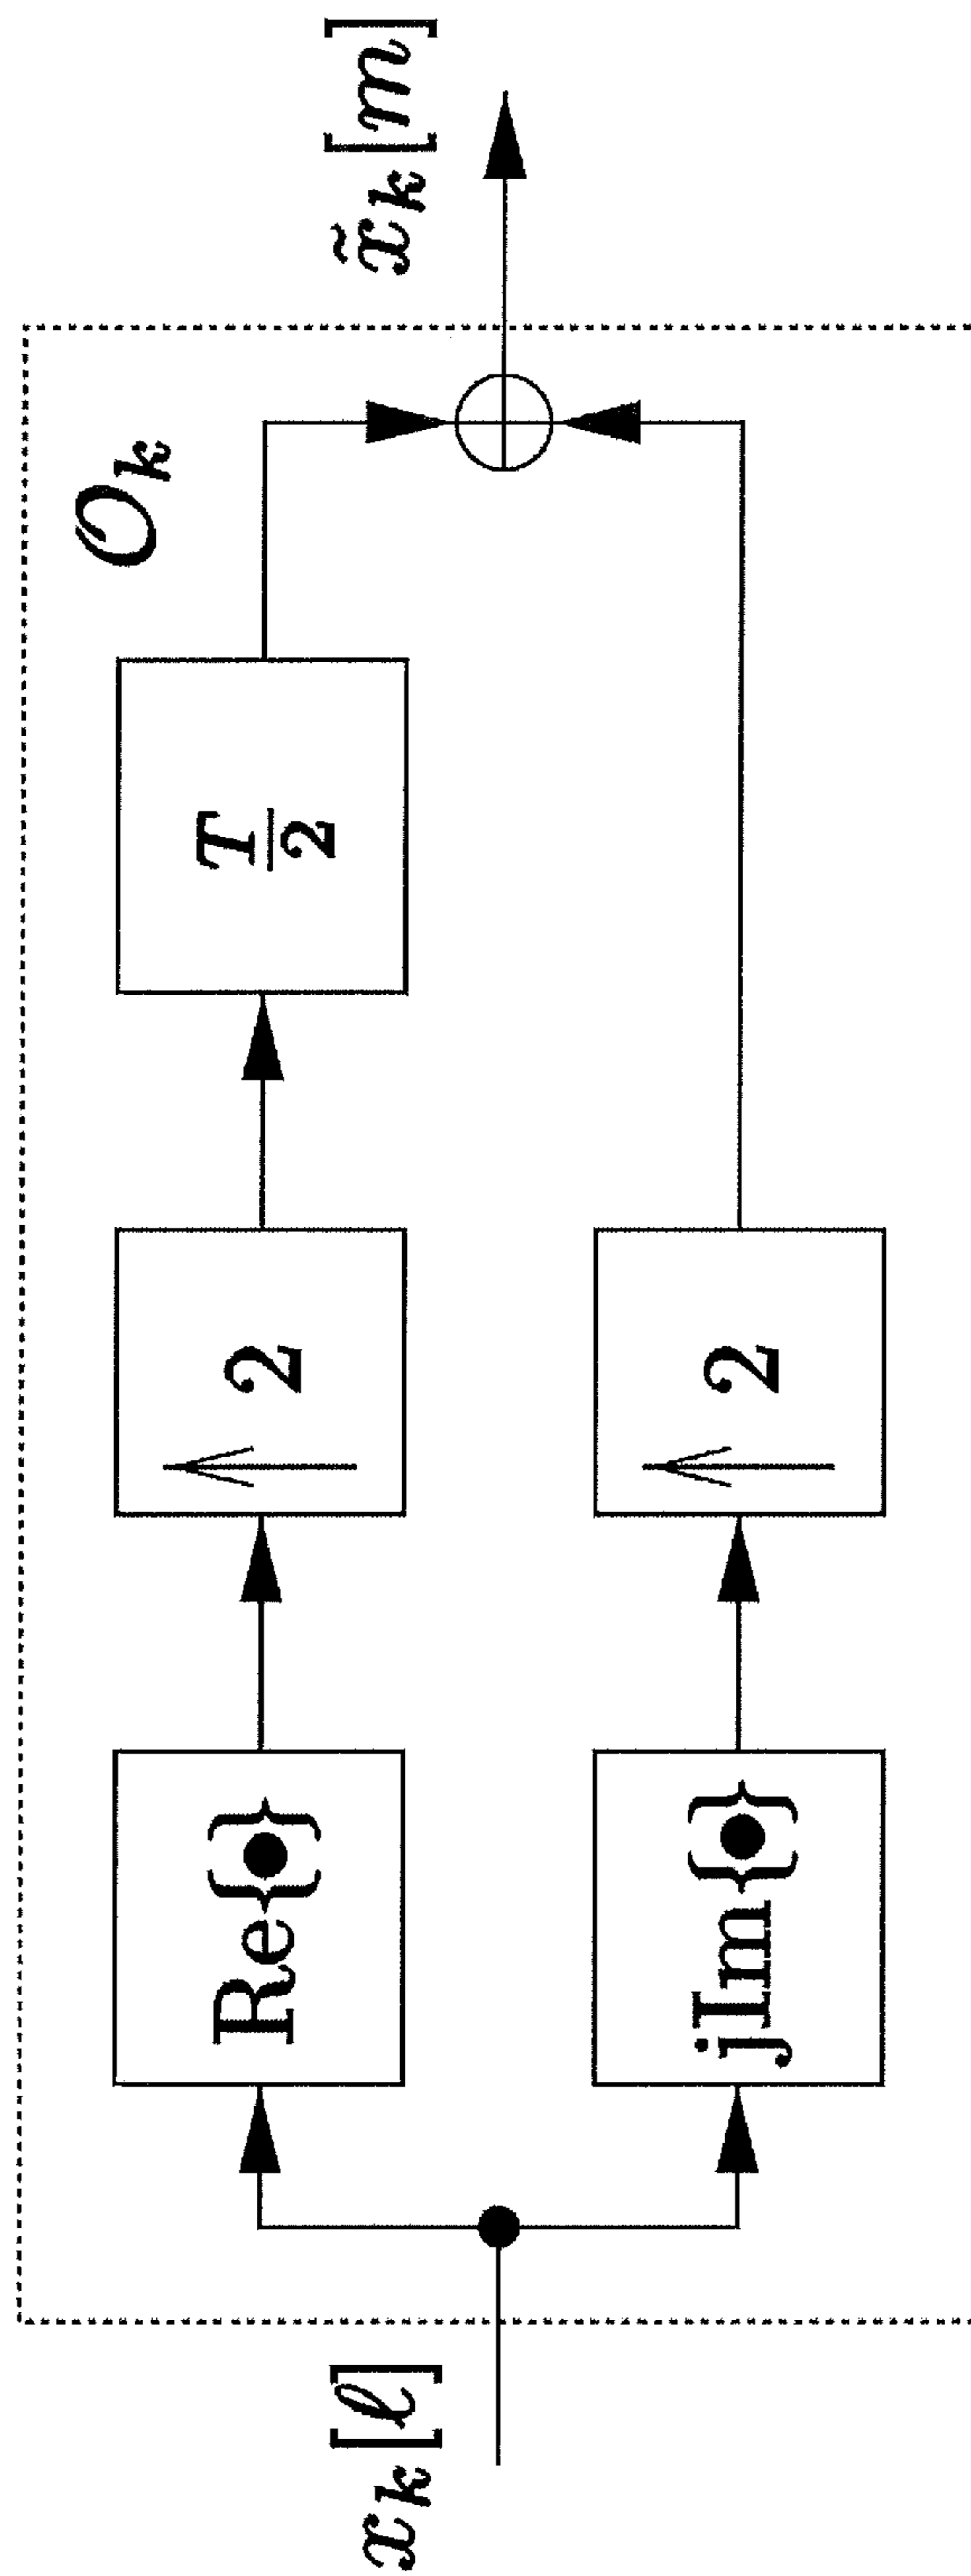 x_k[ℓ]
Re{●}
↑ 2
T/2
𝒪_k
x̃_k[m]
jIm{●}
↑ 2